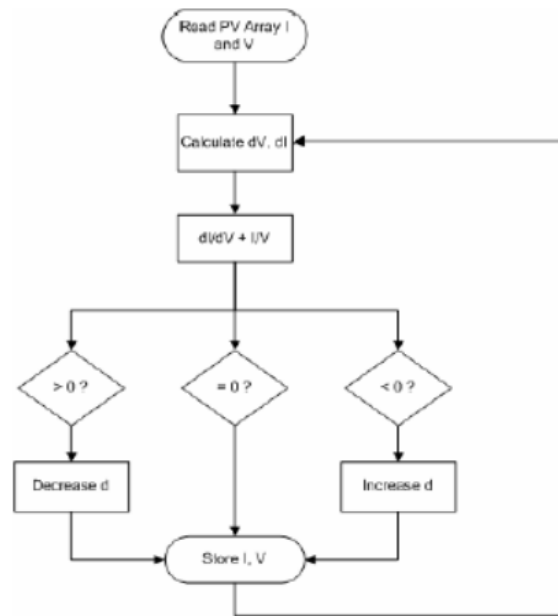 Read PV Array I
and V
Calculate dV, dI
dI/dV + I/V
> 0 ?
= 0 ?
< 0 ?
Decrease d
Increase d
Store I, V